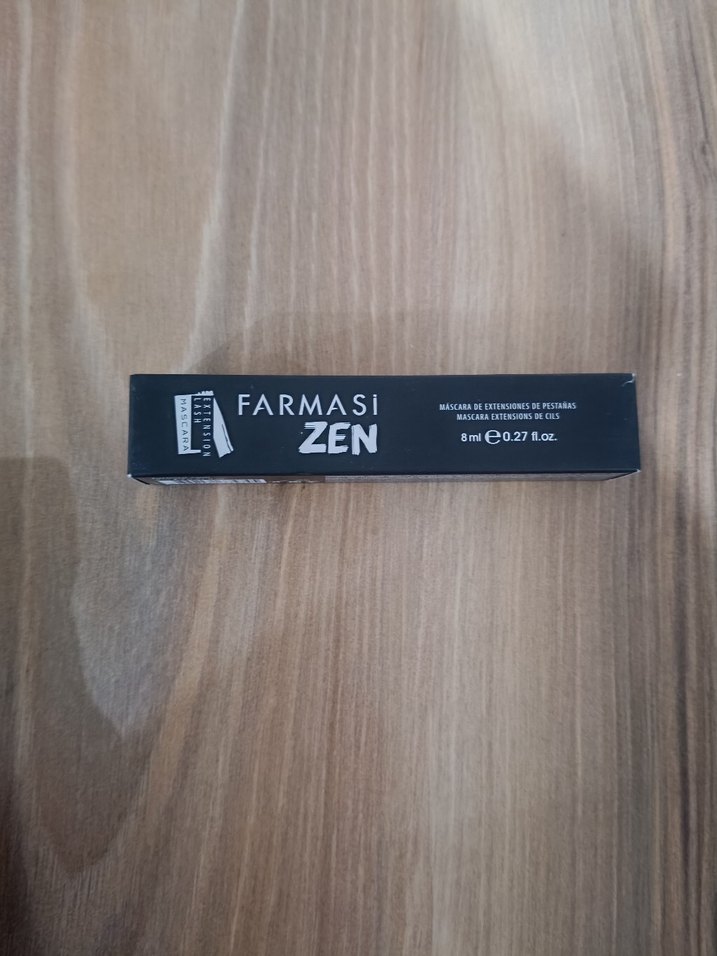 EXTENSION
LASH
MASCARA
FARMASi
ZEN
MÁSCARA DE EXTENSIONES DE PESTAÑAS
MASCARA EXTENSIONS DE CILS
8 ml ℮ 0.27 fl.oz.